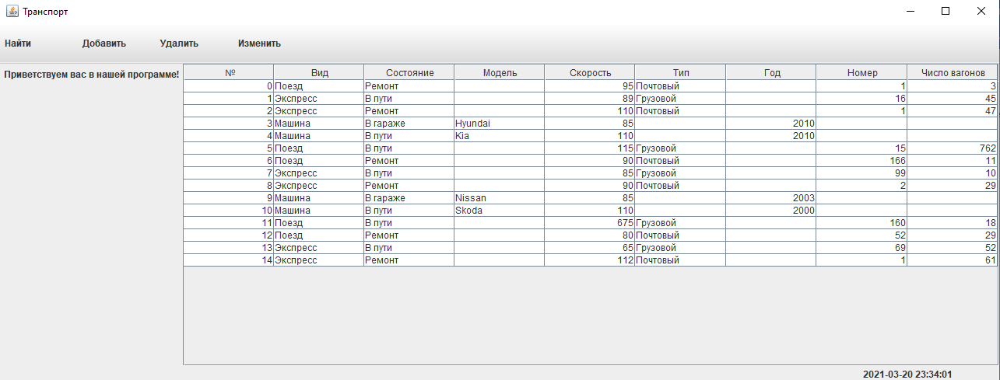 Транспорт
Найти Добавить Удалить Изменить
Приветствуем вас в нашей программе!
№ Вид Состояние Модель Скорость Тип Год Номер Число вагонов
0 Поезд Ремонт 95 Почтовый 1 3
1 Экспресс В пути 89 Грузовой 16 45
2 Экспресс Ремонт 110 Почтовый 1 47
3 Машина В гараже Hyundai 85 2010
4 Машина В пути Kia 110 2010
5 Поезд В пути 115 Грузовой 15 762
6 Поезд Ремонт 90 Почтовый 166 11
7 Экспресс В пути 85 Грузовой 99 10
8 Экспресс Ремонт 90 Почтовый 2 29
9 Машина В гараже Nissan 85 2003
10 Машина В пути Skoda 110 2000
11 Поезд В пути 675 Грузовой 160 18
12 Поезд Ремонт 80 Почтовый 52 29
13 Экспресс В пути 65 Грузовой 69 52
14 Экспресс Ремонт 112 Почтовый 1 61
2021-03-20 23:34:01